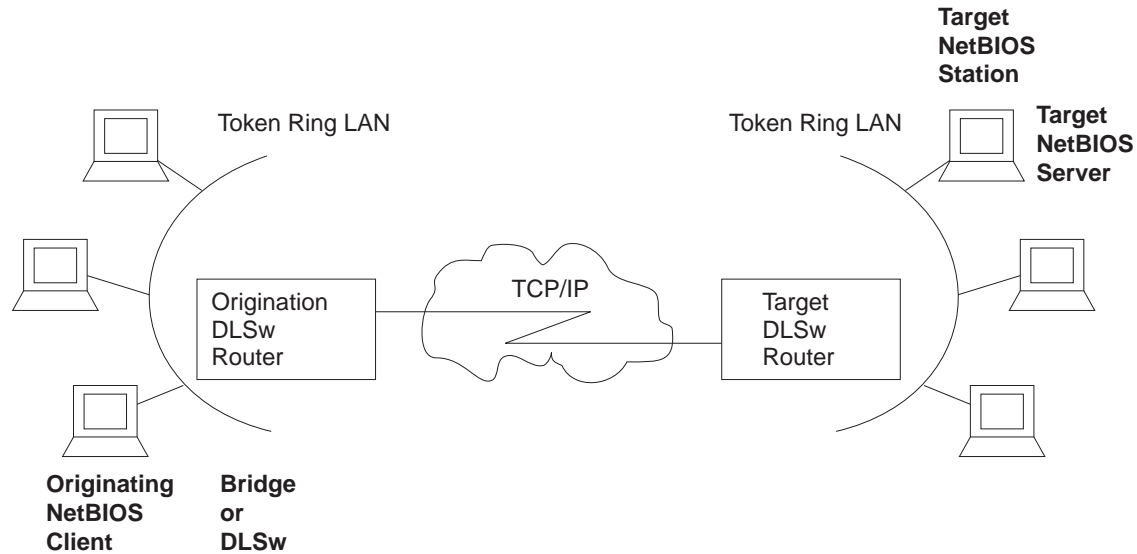 Target
NetBIOS
Station
Token Ring LAN
Token Ring LAN
Target
NetBIOS
Server
Origination
DLSw
Router
TCP/IP
Target
DLSw
Router
Originating
NetBIOS
Client
Bridge
or
DLSw